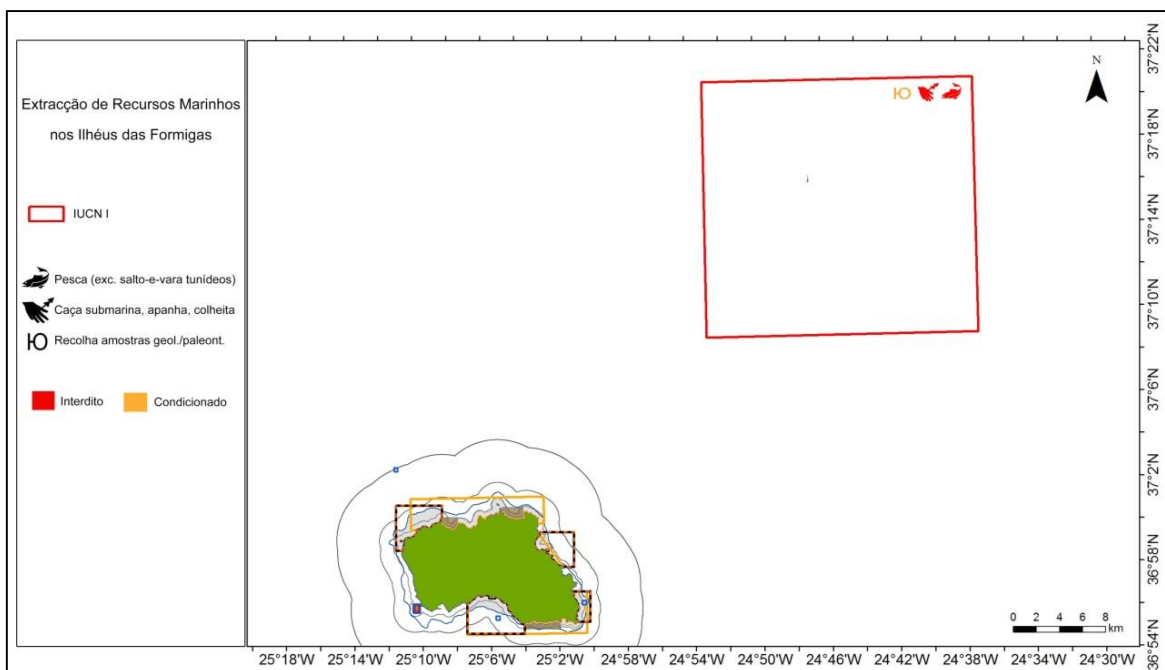 Extracção de Recursos Marinhos
nos Ilhéus das Formigas
IUCN I
Pesca (exc. salto-e-vara tunídeos)
Caça submarina, apanha, colheita
Ю Recolha amostras geol./paleont.
Interdito Condicionado
N
Ю
0 2 4 6 8
km
37°22'N
37°18'N
37°14'N
37°10'N
37°6'N
37°2'N
36°58'N
36°54'N
25°18'W 25°14'W 25°10'W 25°6'W 25°2'W 24°58'W 24°54'W 24°50'W 24°46'W 24°42'W 24°38'W 24°34'W 24°30'W